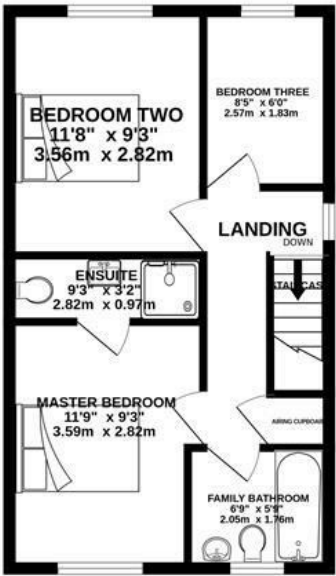 BEDROOM TWO
11'8" x 9'3"
3.56m x 2.82m
BEDROOM THREE
8'5" x 6'0"
2.57m x 1.83m
LANDING
DOWN
STAIRCASE
ENSUITE
9'3" x 3'2"
2.82m x 0.97m
MASTER BEDROOM
11'9" x 9'3"
3.59m x 2.82m
AIRING CUPBOARD
FAMILY BATHROOM
6'9" x 5'9"
2.05m x 1.76m